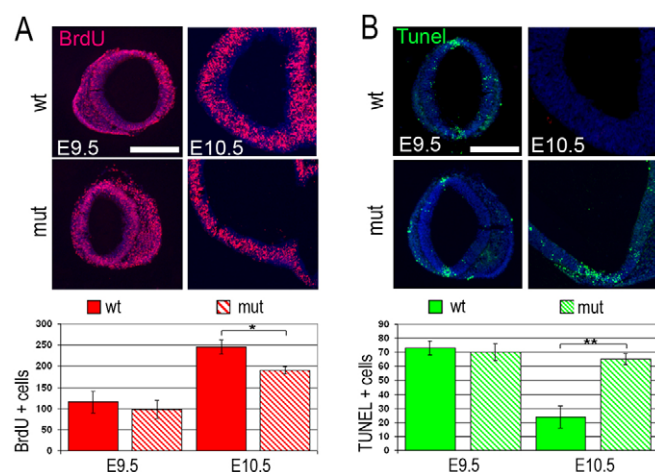 A
BrdU
wt
E9.5
E10.5
mut
wt
mut
BrdU + cells
300
250
200
150
100
50
0
*
E9.5
E10.5
B
Tunel
wt
E9.5
E10.5
mut
wt
mut
TUNEL + cells
90
80
70
60
50
40
30
20
10
0
**
E9.5
E10.5